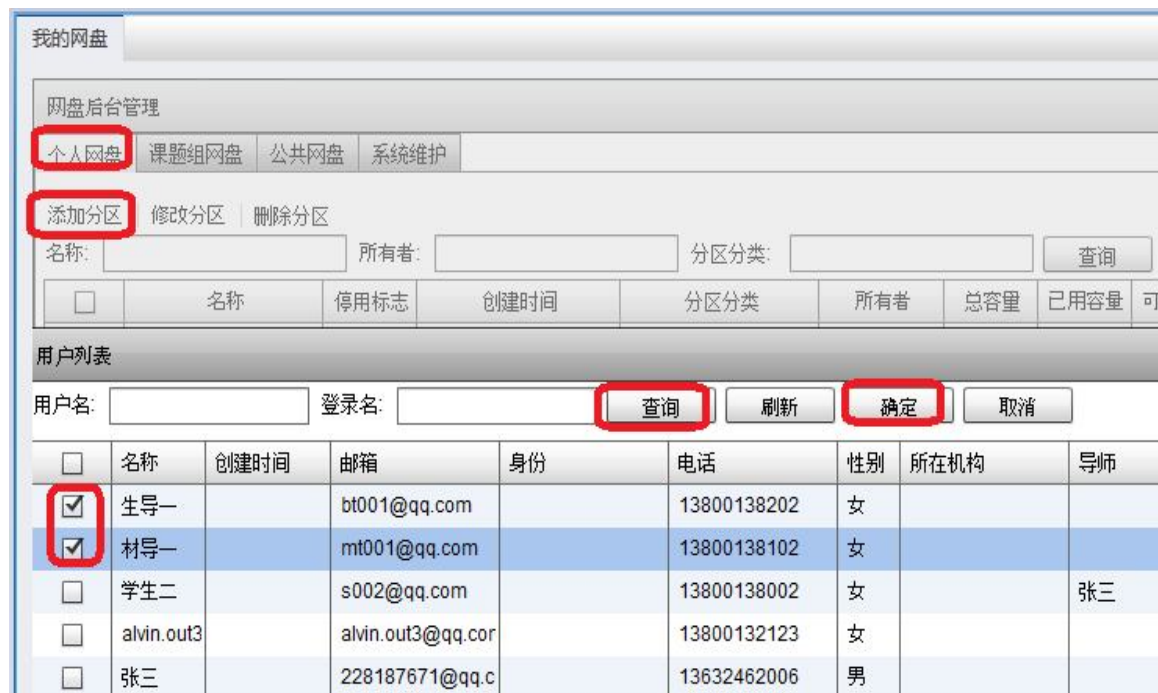 我的网盘
网盘后台管理
个人网盘 课题组网盘 公共网盘 系统维护
添加分区 修改分区 删除分区
名称: 所有者: 分区分类: 查询
名称 停用标志 创建时间 分区分类 所有者 总容量 已用容量 可
用户列表
用户名: 登录名: 查询 刷新 确定 取消
名称 创建时间 邮箱 身份 电话 性别 所在机构 导师
生导一 bt001@qq.com 13800138202 女
材导一 mt001@qq.com 13800138102 女
学生二 s002@qq.com 13800138002 女 张三
alvin.out3 alvin.out3@qq.cor 13800132123 女
张三 228187671@qq.c 13632462006 男